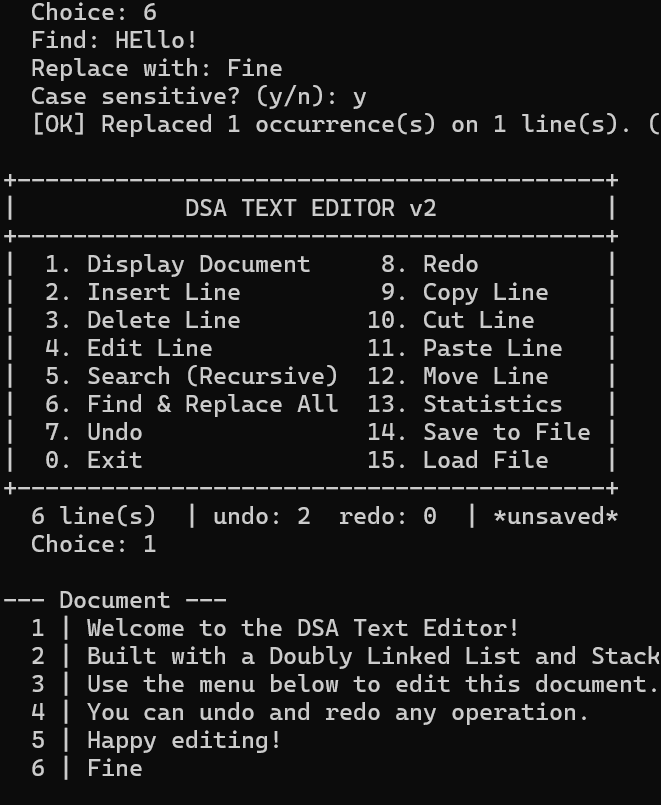 Choice: 6
Find: HEllo!
Replace with: Fine
Case sensitive? (y/n): y
[OK] Replaced 1 occurrence(s) on 1 line(s). (
+------------------------------------------+
|            DSA TEXT EDITOR v2            |
+------------------------------------------+
|  1. Display Document     8. Redo         |
|  2. Insert Line          9. Copy Line    |
|  3. Delete Line         10. Cut Line     |
|  4. Edit Line           11. Paste Line   |
|  5. Search (Recursive)  12. Move Line    |
|  6. Find & Replace All  13. Statistics   |
|  7. Undo                14. Save to File |
|  0. Exit                15. Load File    |
+------------------------------------------+
6 line(s)  | undo: 2  redo: 0  | *unsaved*
Choice: 1
--- Document ---
1 | Welcome to the DSA Text Editor!
2 | Built with a Doubly Linked List and Stack
3 | Use the menu below to edit this document.
4 | You can undo and redo any operation.
5 | Happy editing!
6 | Fine